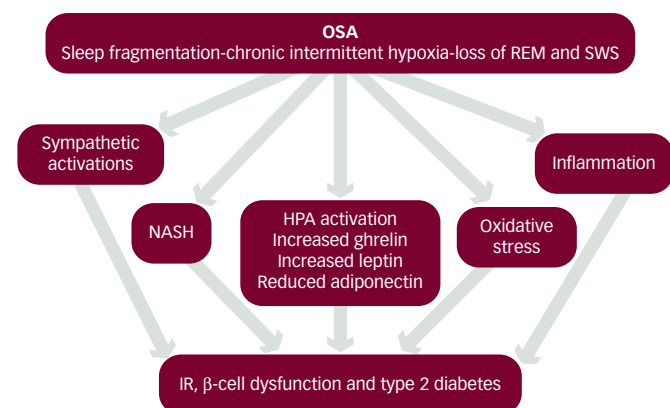 OSA
Sleep fragmentation-chronic intermittent hypoxia-loss of REM and SWS
Sympathetic
activations
Inflammation
NASH
HPA activation
Increased ghrelin
Increased leptin
Reduced adiponectin
Oxidative
stress
IR, β-cell dysfunction and type 2 diabetes